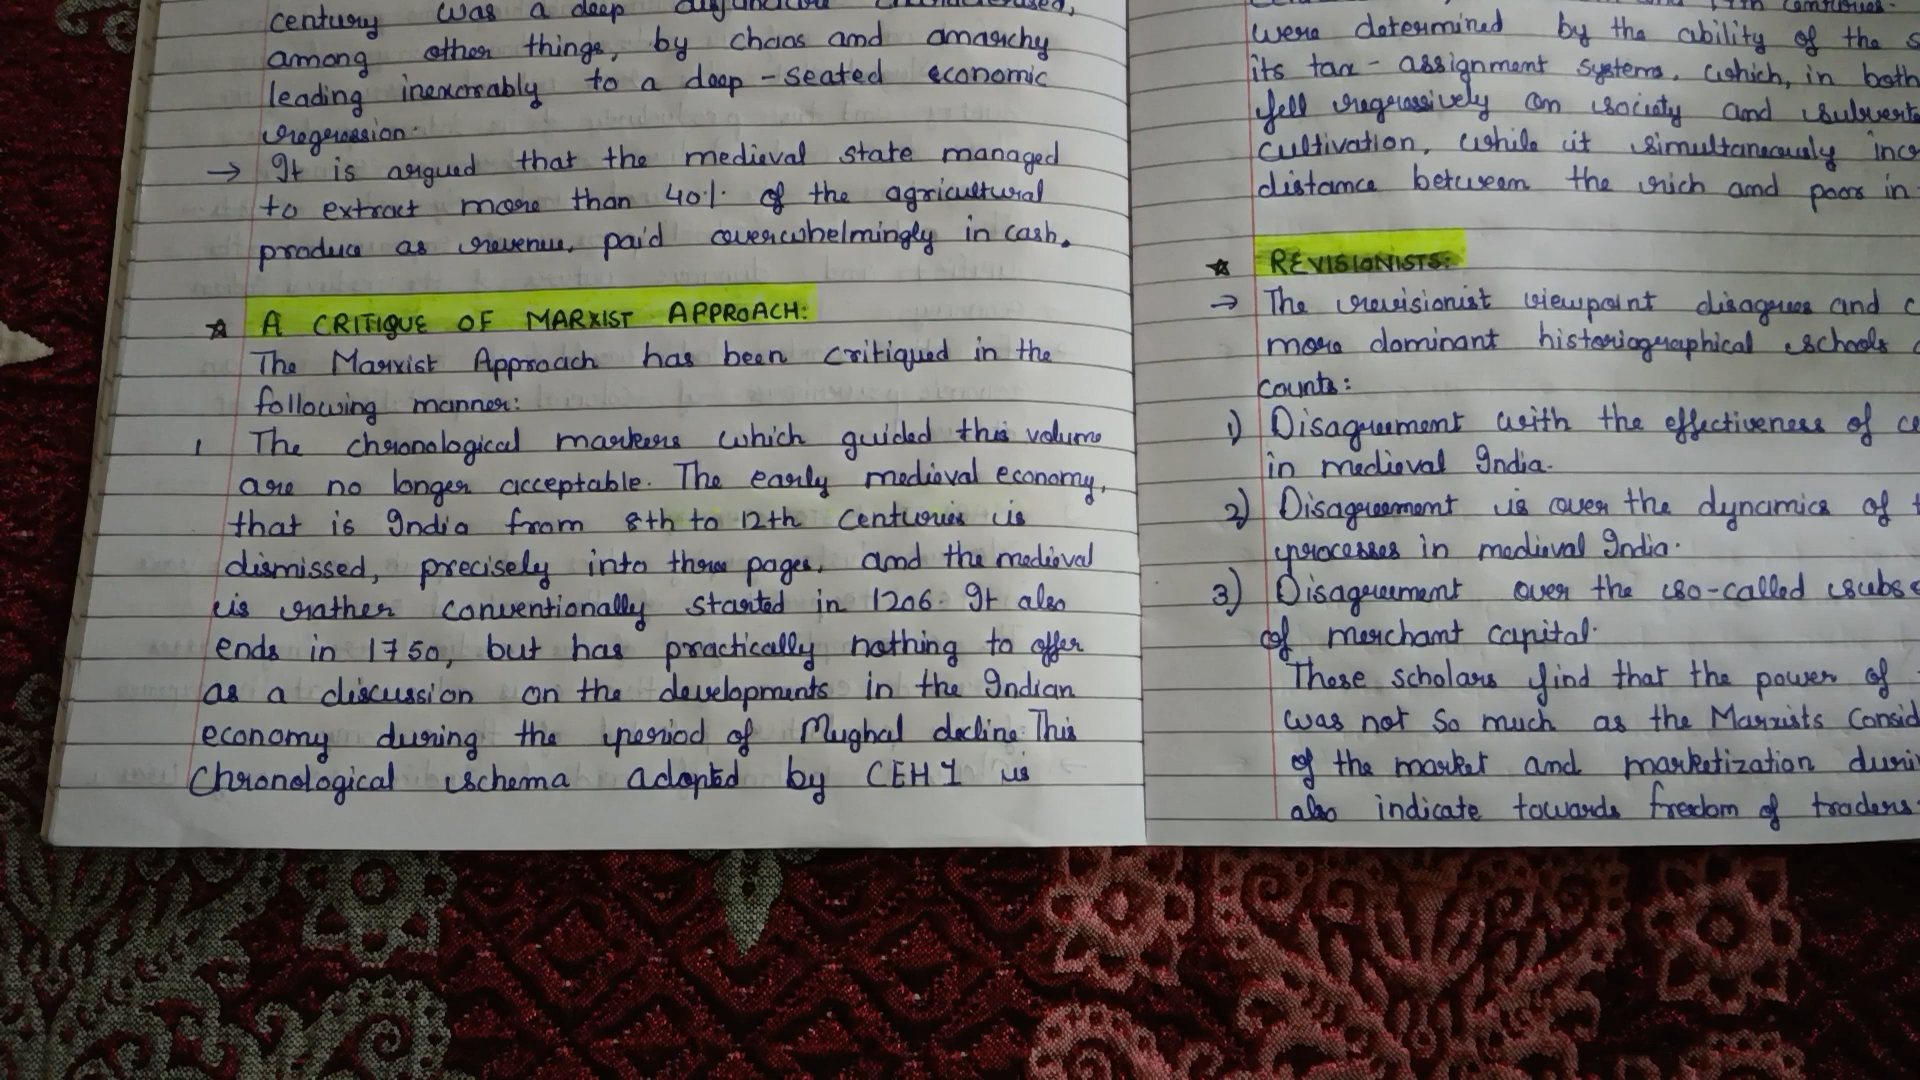 century was a deep
among other things, by chaos and anarchy
leading inexorably to a deep-seated economic
regression.
→ It is argued that the medieval state managed
to extract more than 40% of the agricultural
produce as revenue, paid overwhelmingly in cash.
☆ A CRITIQUE OF MARXIST APPROACH:
The Marxist Approach has been critiqued in the
following manner:
1 The chronological markers which guided this volume
are no longer acceptable. The early medieval economy,
that is India from 8th to 12th Centuries is
dismissed, precisely into three pages, and the medieval
is rather conventionally started in 1206. It also
ends in 1750, but has practically nothing to offer
as a discussion on the developments in the Indian
economy during the period of Mughal decline. This
Chronological schema adopted by CEHI is
were determined by the ability of the s
its tax-assignment systems, which, in both
fell regressively on society and subverte
cultivation, while it simultaneously incr
distance between the rich and poor in
☆ REVISIONISTS:
→ The revisionist viewpoint disagrees and c
more dominant historiographical schools
counts:
1) Disagreement with the effectiveness of ce
in medieval India.
2) Disagreement is over the dynamics of t
processes in medieval India.
3) Disagreement over the so-called subse
of merchant capital.
These scholars find that the power of
was not so much as the Marxists Consid
of the market and marketization duri
also indicate towards freedom of traders